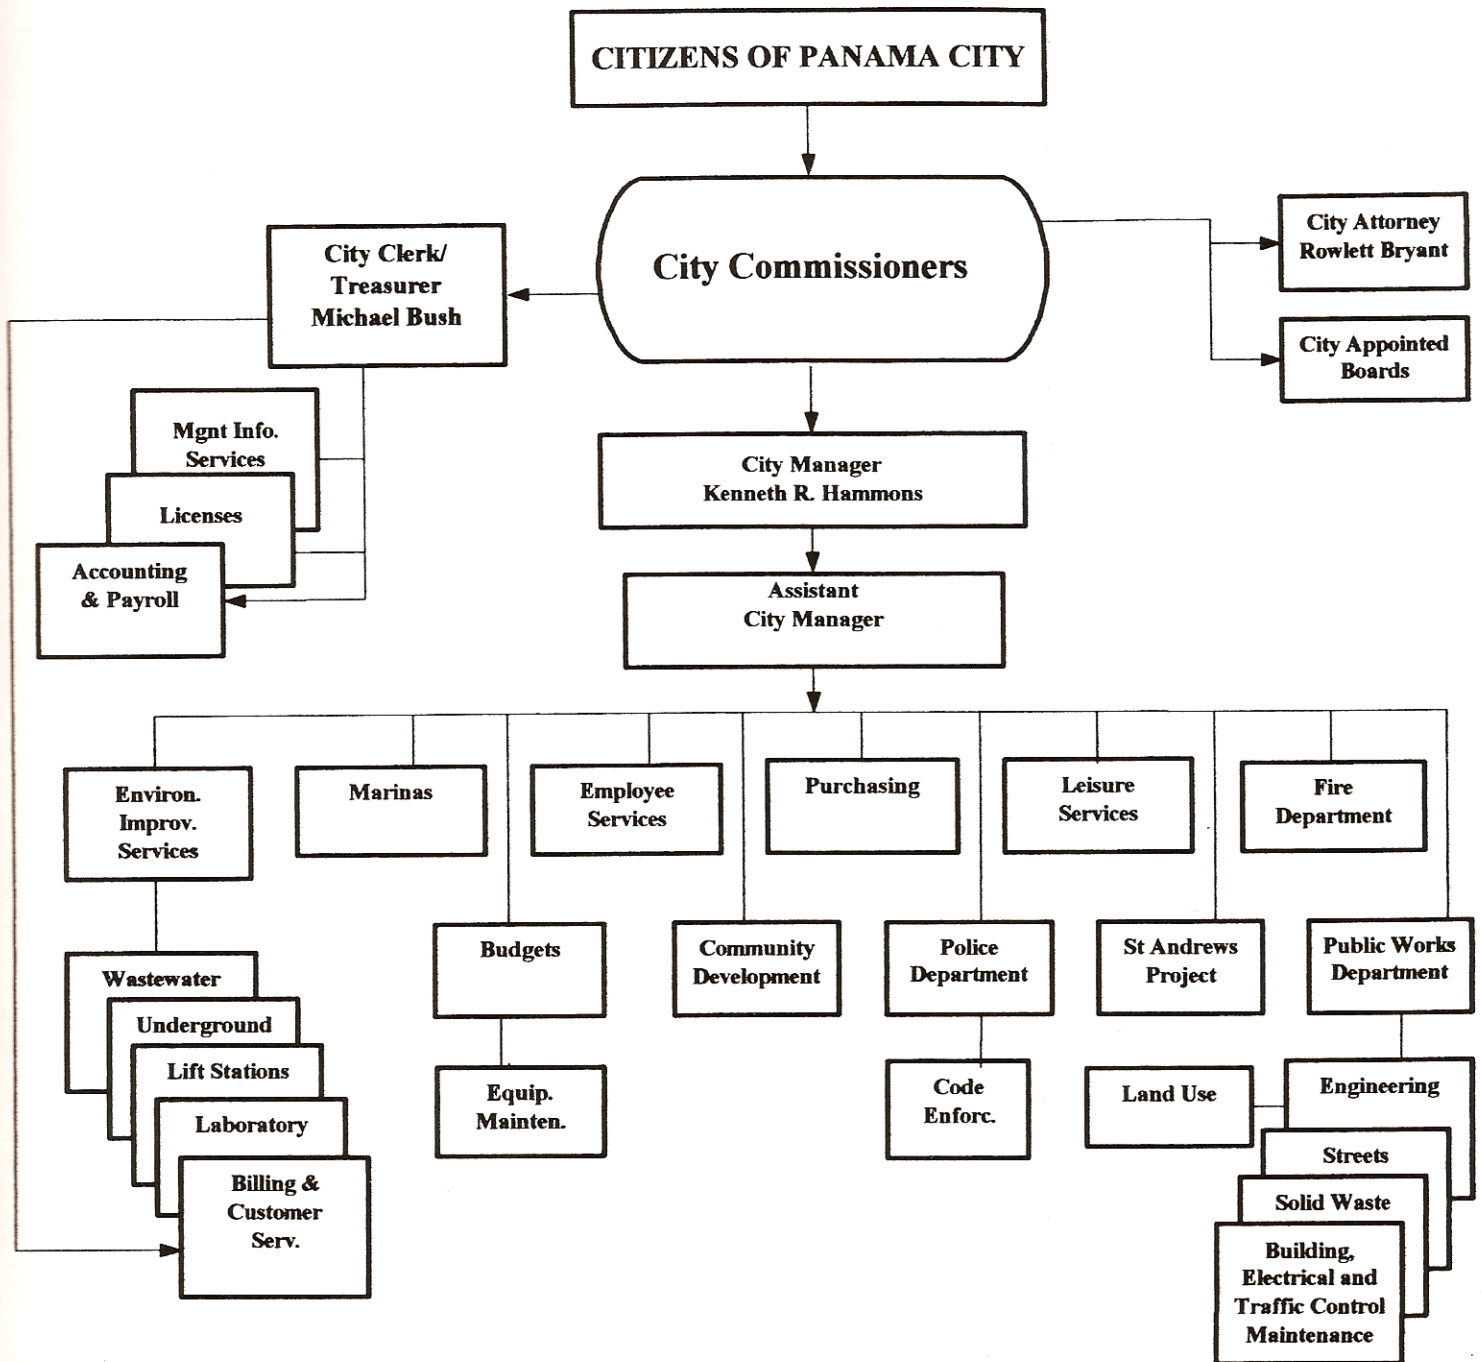 CITIZENS OF PANAMA CITY
City Commissioners
City Attorney
Rowlett Bryant
City Clerk/
Treasurer
Michael Bush
City Appointed
Boards
Mgnt Info.
Services
Licenses
Accounting
& Payroll
City Manager
Kenneth R. Hammons
Assistant
City Manager
Environ.
Improv.
Services
Marinas
Employee
Services
Purchasing
Leisure
Services
Fire
Department
Budgets
Community
Development
Police
Department
St Andrews
Project
Public Works
Department
Wastewater
Underground
Lift Stations
Laboratory
Billing &
Customer
Serv.
Equip.
Mainten.
Code
Enforc.
Land Use
Engineering
Streets
Solid Waste
Building,
Electrical and
Traffic Control
Maintenance